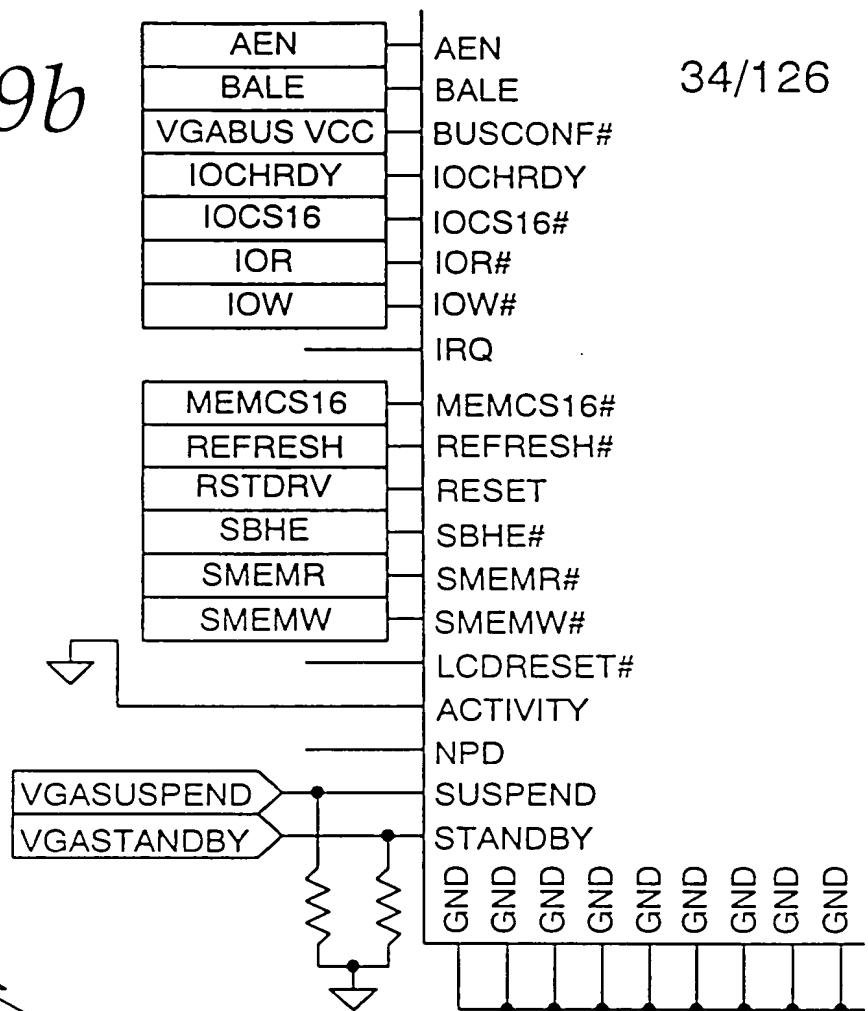 9b
34/126
AEN AEN
BALE BALE
VGABUS VCC BUSCONF#
IOCHRDY IOCHRDY
IOCS16 IOCS16#
IOR IOR#
IOW IOW#
IRQ
MEMCS16 MEMCS16#
REFRESH REFRESH#
RSTDRV RESET
SBHE SBHE#
SMEMR SMEMR#
SMEMW SMEMW#
LCDRESET#
ACTIVITY
NPD
VGASUSPEND SUSPEND
VGASTANDBY STANDBY
GND GND GND GND GND GND GND GND GND